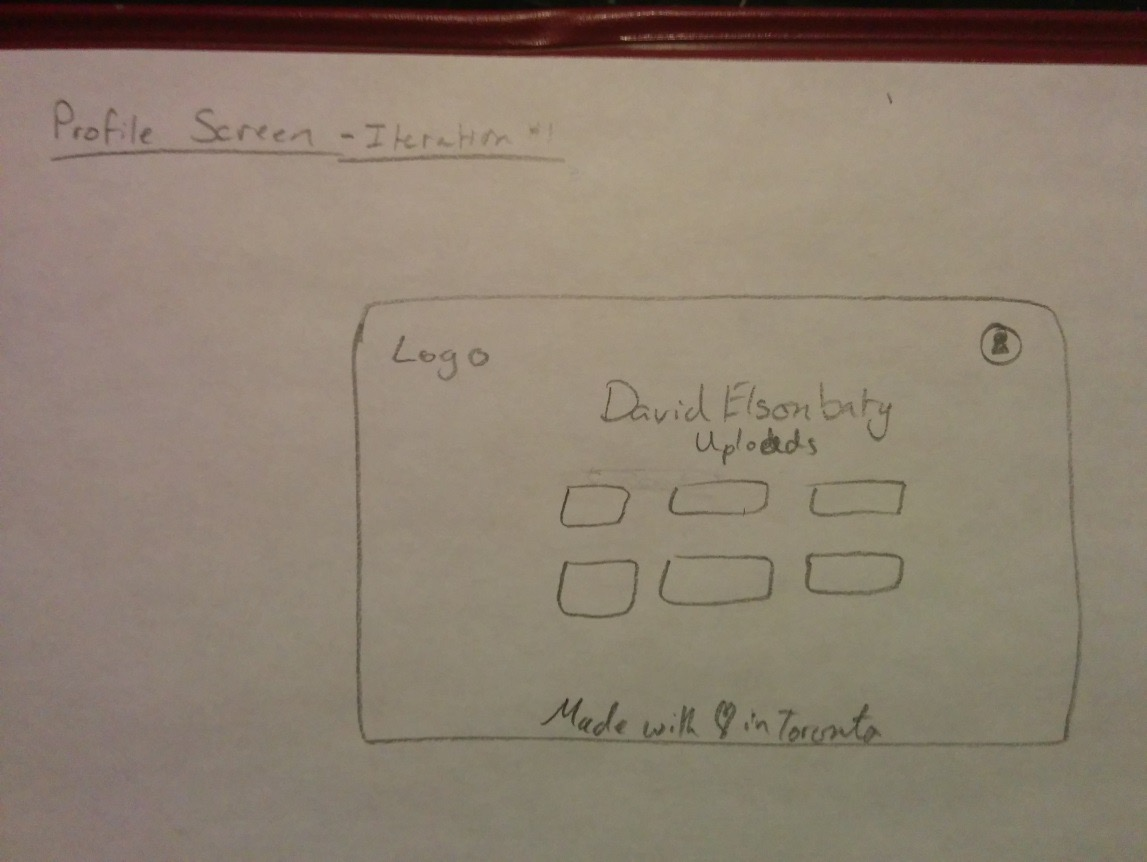 Profile Screen - Iteration #1
Logo
David Elsonbaty
Uploads
Made with ♡ in Toronto